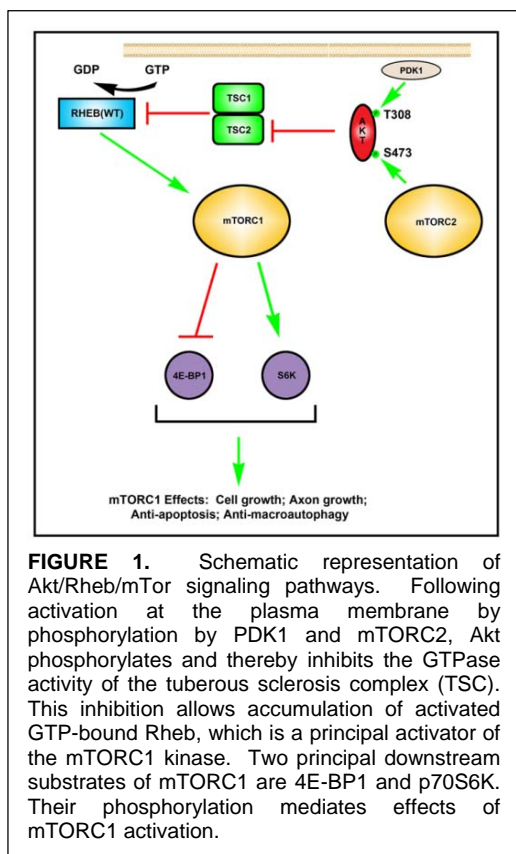 PDK1
GDP GTP
TSC1
RHEB(WT)
TSC2
AKT
T308
S473
mTORC1
mTORC2
4E-BP1
S6K
mTORC1 Effects: Cell growth; Axon growth;
Anti-apoptosis; Anti-macroautophagy
FIGURE 1. Schematic representation of
Akt/Rheb/mTor signaling pathways. Following
activation at the plasma membrane by
phosphorylation by PDK1 and mTORC2, Akt
phosphorylates and thereby inhibits the GTPase
activity of the tuberous sclerosis complex (TSC).
This inhibition allows accumulation of activated
GTP-bound Rheb, which is a principal activator of
the mTORC1 kinase. Two principal downstream
substrates of mTORC1 are 4E-BP1 and p70S6K.
Their phosphorylation mediates effects of
mTORC1 activation.